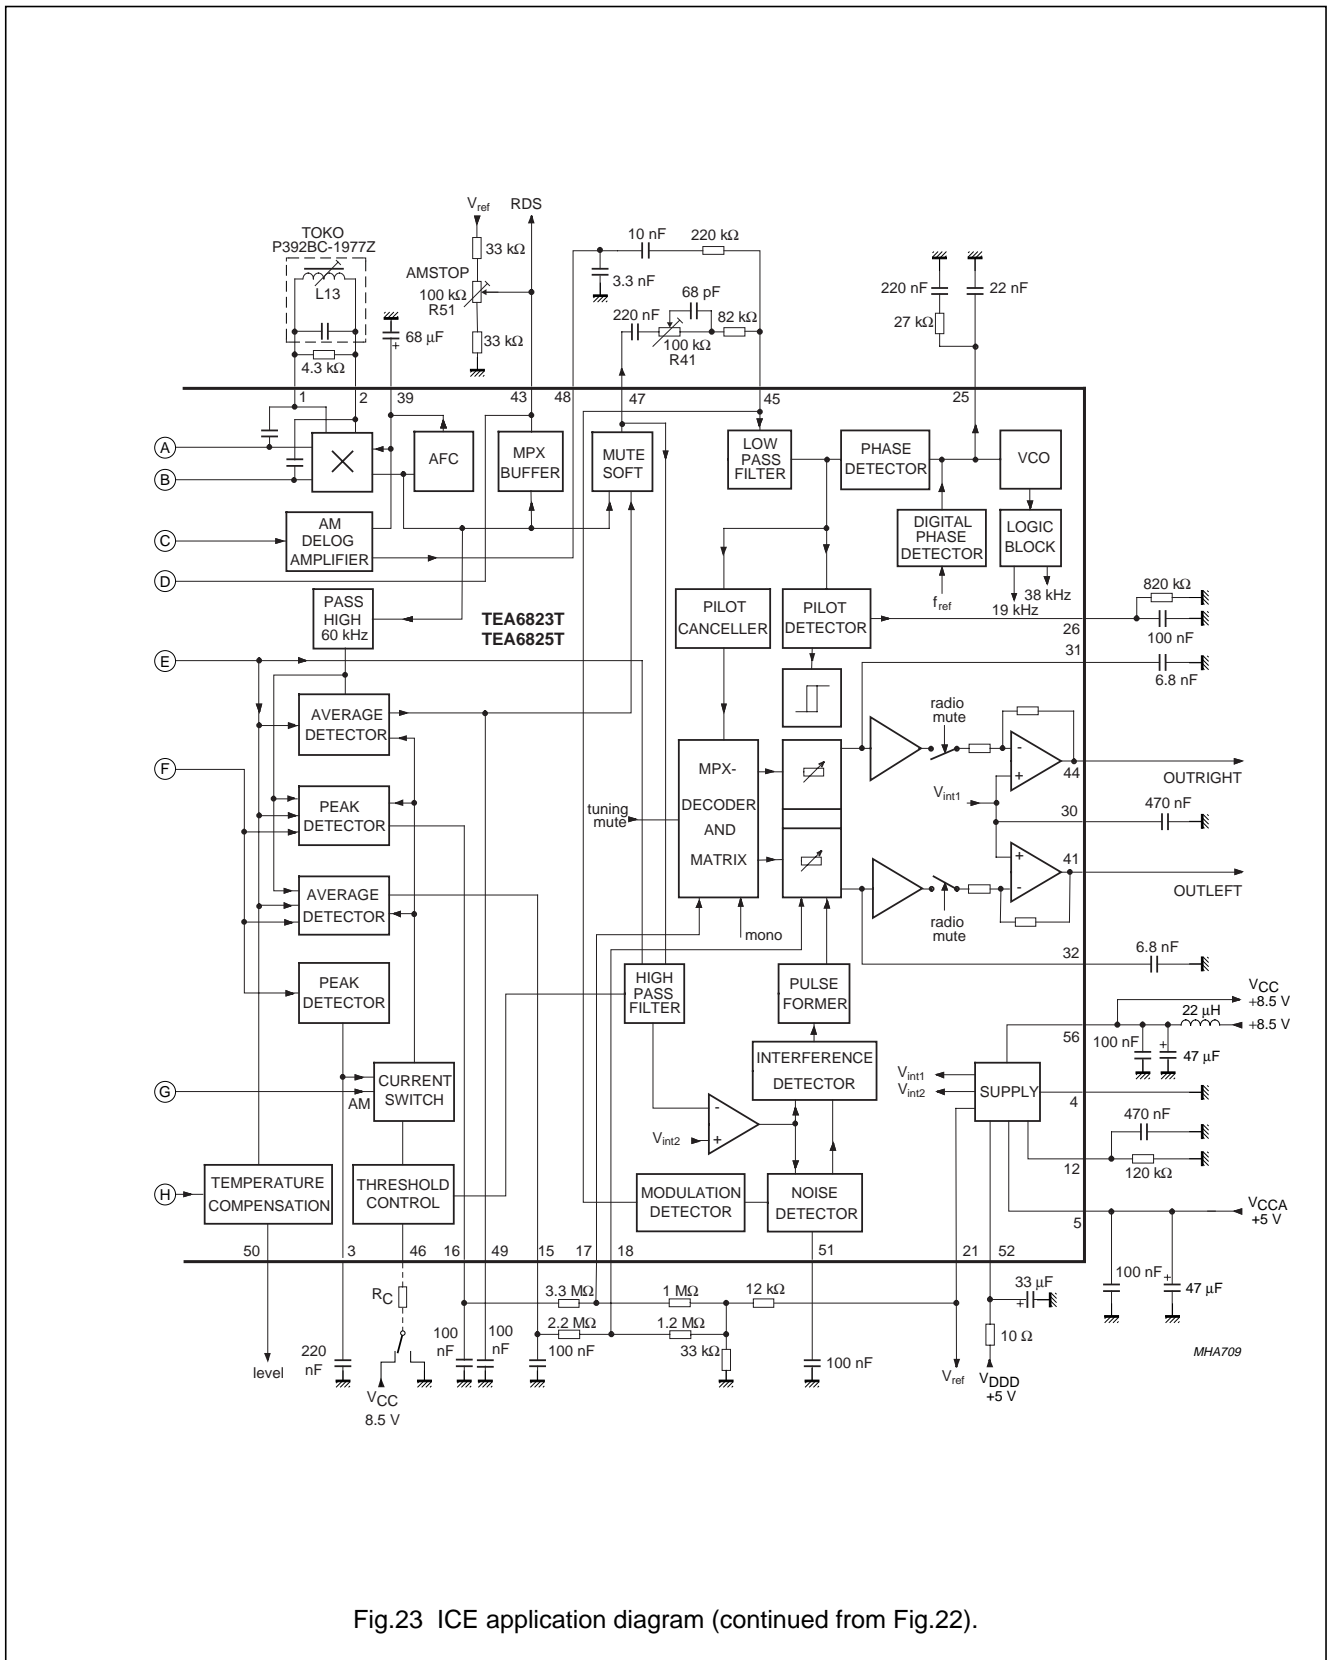 V_ref
RDS
TOKO
P392BC-1977Z
L13
4.3 kΩ
68 μF
+
33 kΩ
AMSTOP
100 kΩ
R51
33 kΩ
10 nF
220 kΩ
3.3 nF
68 pF
220 nF
82 kΩ
100 kΩ
R41
220 nF
22 nF
27 kΩ
1
2
39
43
48
47
45
25
A
B
C
D
E
F
G
H
AFC
MPX
BUFFER
MUTE
SOFT
LOW
PASS
FILTER
PHASE
DETECTOR
VCO
AM
DELOG
AMPLIFIER
DIGITAL
PHASE
DETECTOR
LOGIC
BLOCK
f_ref
19 kHz
38 kHz
PASS
HIGH
60 kHz
TEA6823T
TEA6825T
PILOT
CANCELLER
PILOT
DETECTOR
820 kΩ
26
100 nF
31
6.8 nF
AVERAGE
DETECTOR
radio
mute
-
+
44
OUTRIGHT
MPX-
DECODER
AND
MATRIX
tuning
mute
V_int1
30
470 nF
PEAK
DETECTOR
+
-
41
OUTLEFT
AVERAGE
DETECTOR
mono
radio
mute
32
6.8 nF
PEAK
DETECTOR
HIGH
PASS
FILTER
PULSE
FORMER
VCC
+8.5 V
22 μH
+8.5 V
56
100 nF
+
47 μF
CURRENT
SWITCH
AM
INTERFERENCE
DETECTOR
-
+
V_int2
V_int1
V_int2
SUPPLY
4
470 nF
12
120 kΩ
TEMPERATURE
COMPENSATION
THRESHOLD
CONTROL
MODULATION
DETECTOR
NOISE
DETECTOR
VCCA
+5 V
5
50
3
46
16
49
15
17
18
51
21
52
100 nF
+
47 μF
RC
3.3 MΩ
1 MΩ
12 kΩ
33 μF
+
2.2 MΩ
1.2 MΩ
10 Ω
level
220
nF
100
nF
100
nF
100 nF
33 kΩ
100 nF
VCC
8.5 V
V_ref
VDDD
+5 V
MHA709
Fig.23 ICE application diagram (continued from Fig.22).